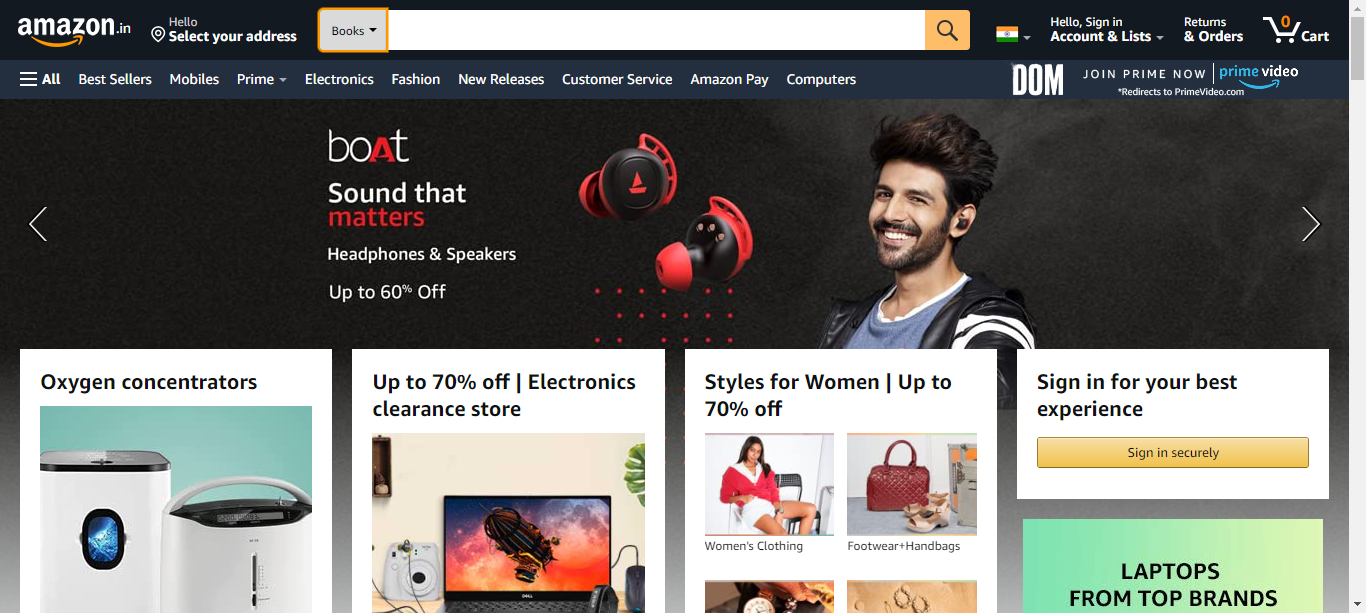 amazon.in
Hello
Select your address
Books
Hello, Sign in
Account & Lists
Returns
& Orders
0
Cart
All
Best Sellers
Mobiles
Prime
Electronics
Fashion
New Releases
Customer Service
Amazon Pay
Computers
DOM
JOIN PRIME NOW
prime video
*Redirects to PrimeVideo.com
boAt
Sound that
matters
Headphones & Speakers
Up to 60% Off
Oxygen concentrators
Up to 70% off | Electronics
clearance store
DELL
Styles for Women | Up to
70% off
Women's Clothing
Footwear+Handbags
Sign in for your best
experience
Sign in securely
LAPTOPS
FROM TOP BRANDS